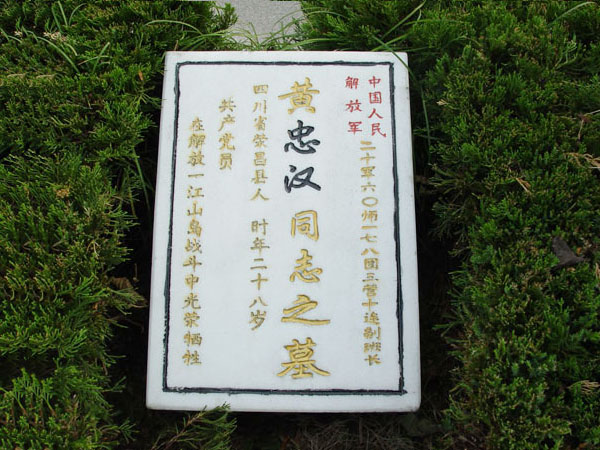 中国人民
解放军
二十军六〇师一七八团三营十连副班长
黄忠汉同志之墓
四川省荣昌县人 时年二十八岁
共产党员
在解放一江山岛战斗中光荣牺牲